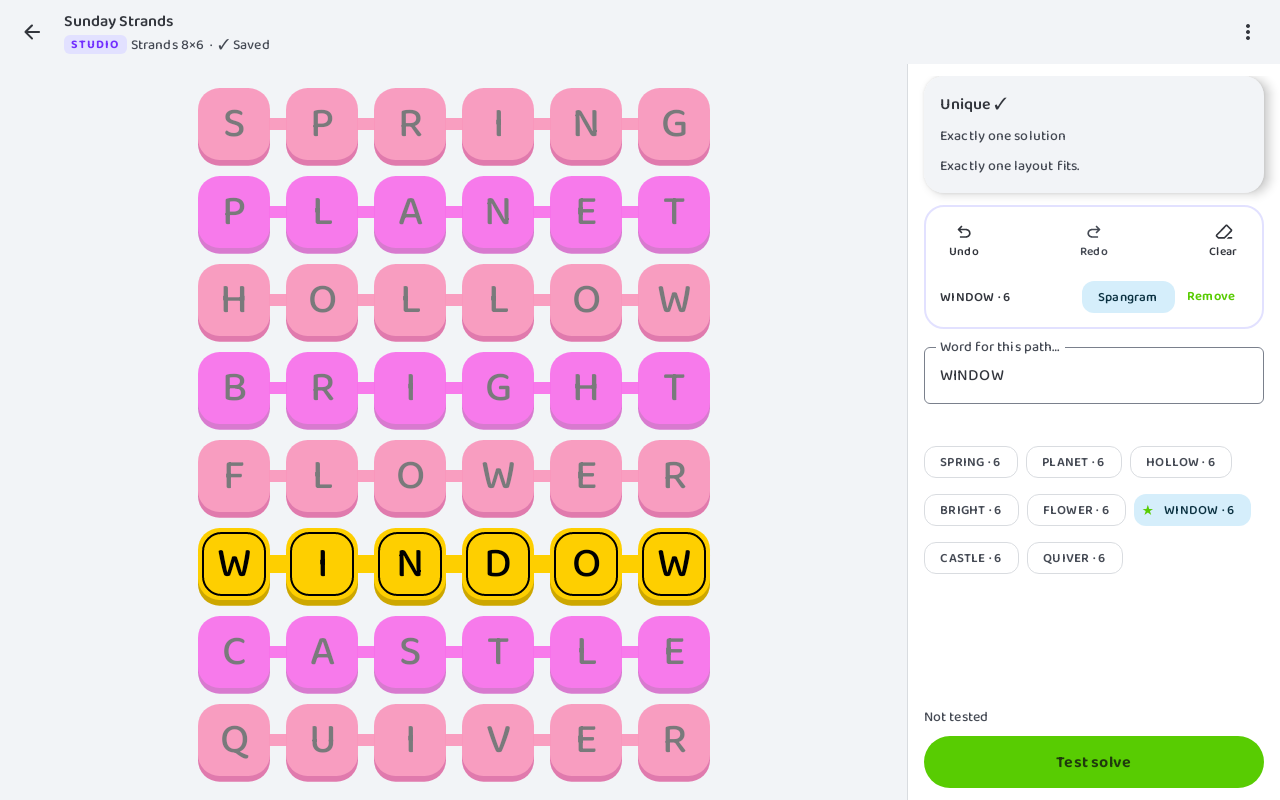 Sunday Strands
STUDIO Strands 8×6 · ✓ Saved
S P R I N G
P L A N E T
H O L L O W
B R I G H T
F L O W E R
W I N D O W
C A S T L E
Q U I V E R
Unique ✓
Exactly one solution
Exactly one layout fits.
Undo Redo Clear
WINDOW · 6 Spangram Remove
Word for this path…
WINDOW
SPRING · 6 PLANET · 6 HOLLOW · 6
BRIGHT · 6 FLOWER · 6 ★ WINDOW · 6
CASTLE · 6 QUIVER · 6
Not tested
Test solve